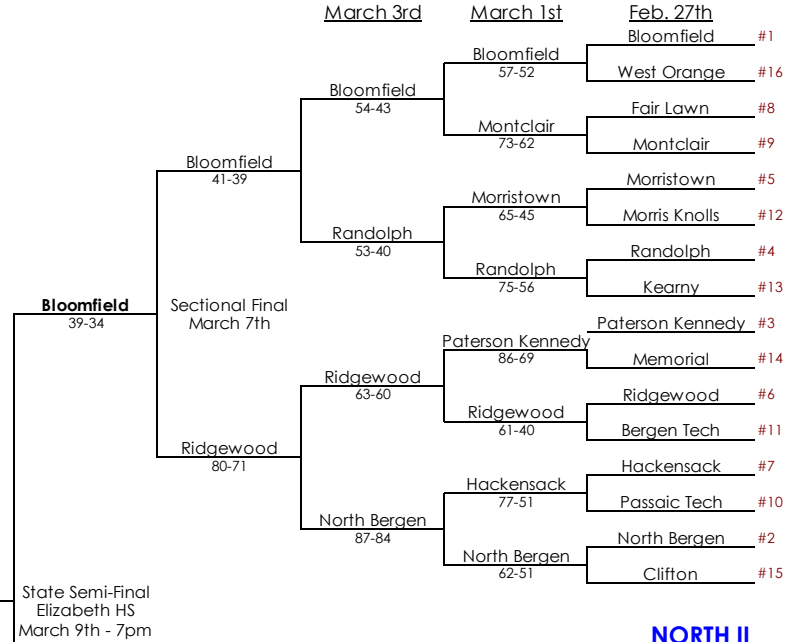 March 3rd March 1st Feb. 27th
Bloomfield #1
Bloomfield
57-52
West Orange #16
Bloomfield
54-43
Fair Lawn #8
Montclair
73-62
Montclair #9
Bloomfield
41-39
Morristown #5
Morristown
65-45
Morris Knolls #12
Randolph
53-40
Randolph #4
Randolph
75-56
Kearny #13
Bloomfield
39-34
Sectional Final
March 7th
Paterson Kennedy #3
Paterson Kennedy
86-69
Memorial #14
Ridgewood
63-60
Ridgewood #6
Ridgewood
61-40
Bergen Tech #11
Ridgewood
80-71
Hackensack #7
Hackensack
77-51
Passaic Tech #10
North Bergen
87-84
North Bergen #2
North Bergen
62-51
Clifton #15
State Semi-Final
Elizabeth HS
March 9th - 7pm
NORTH II